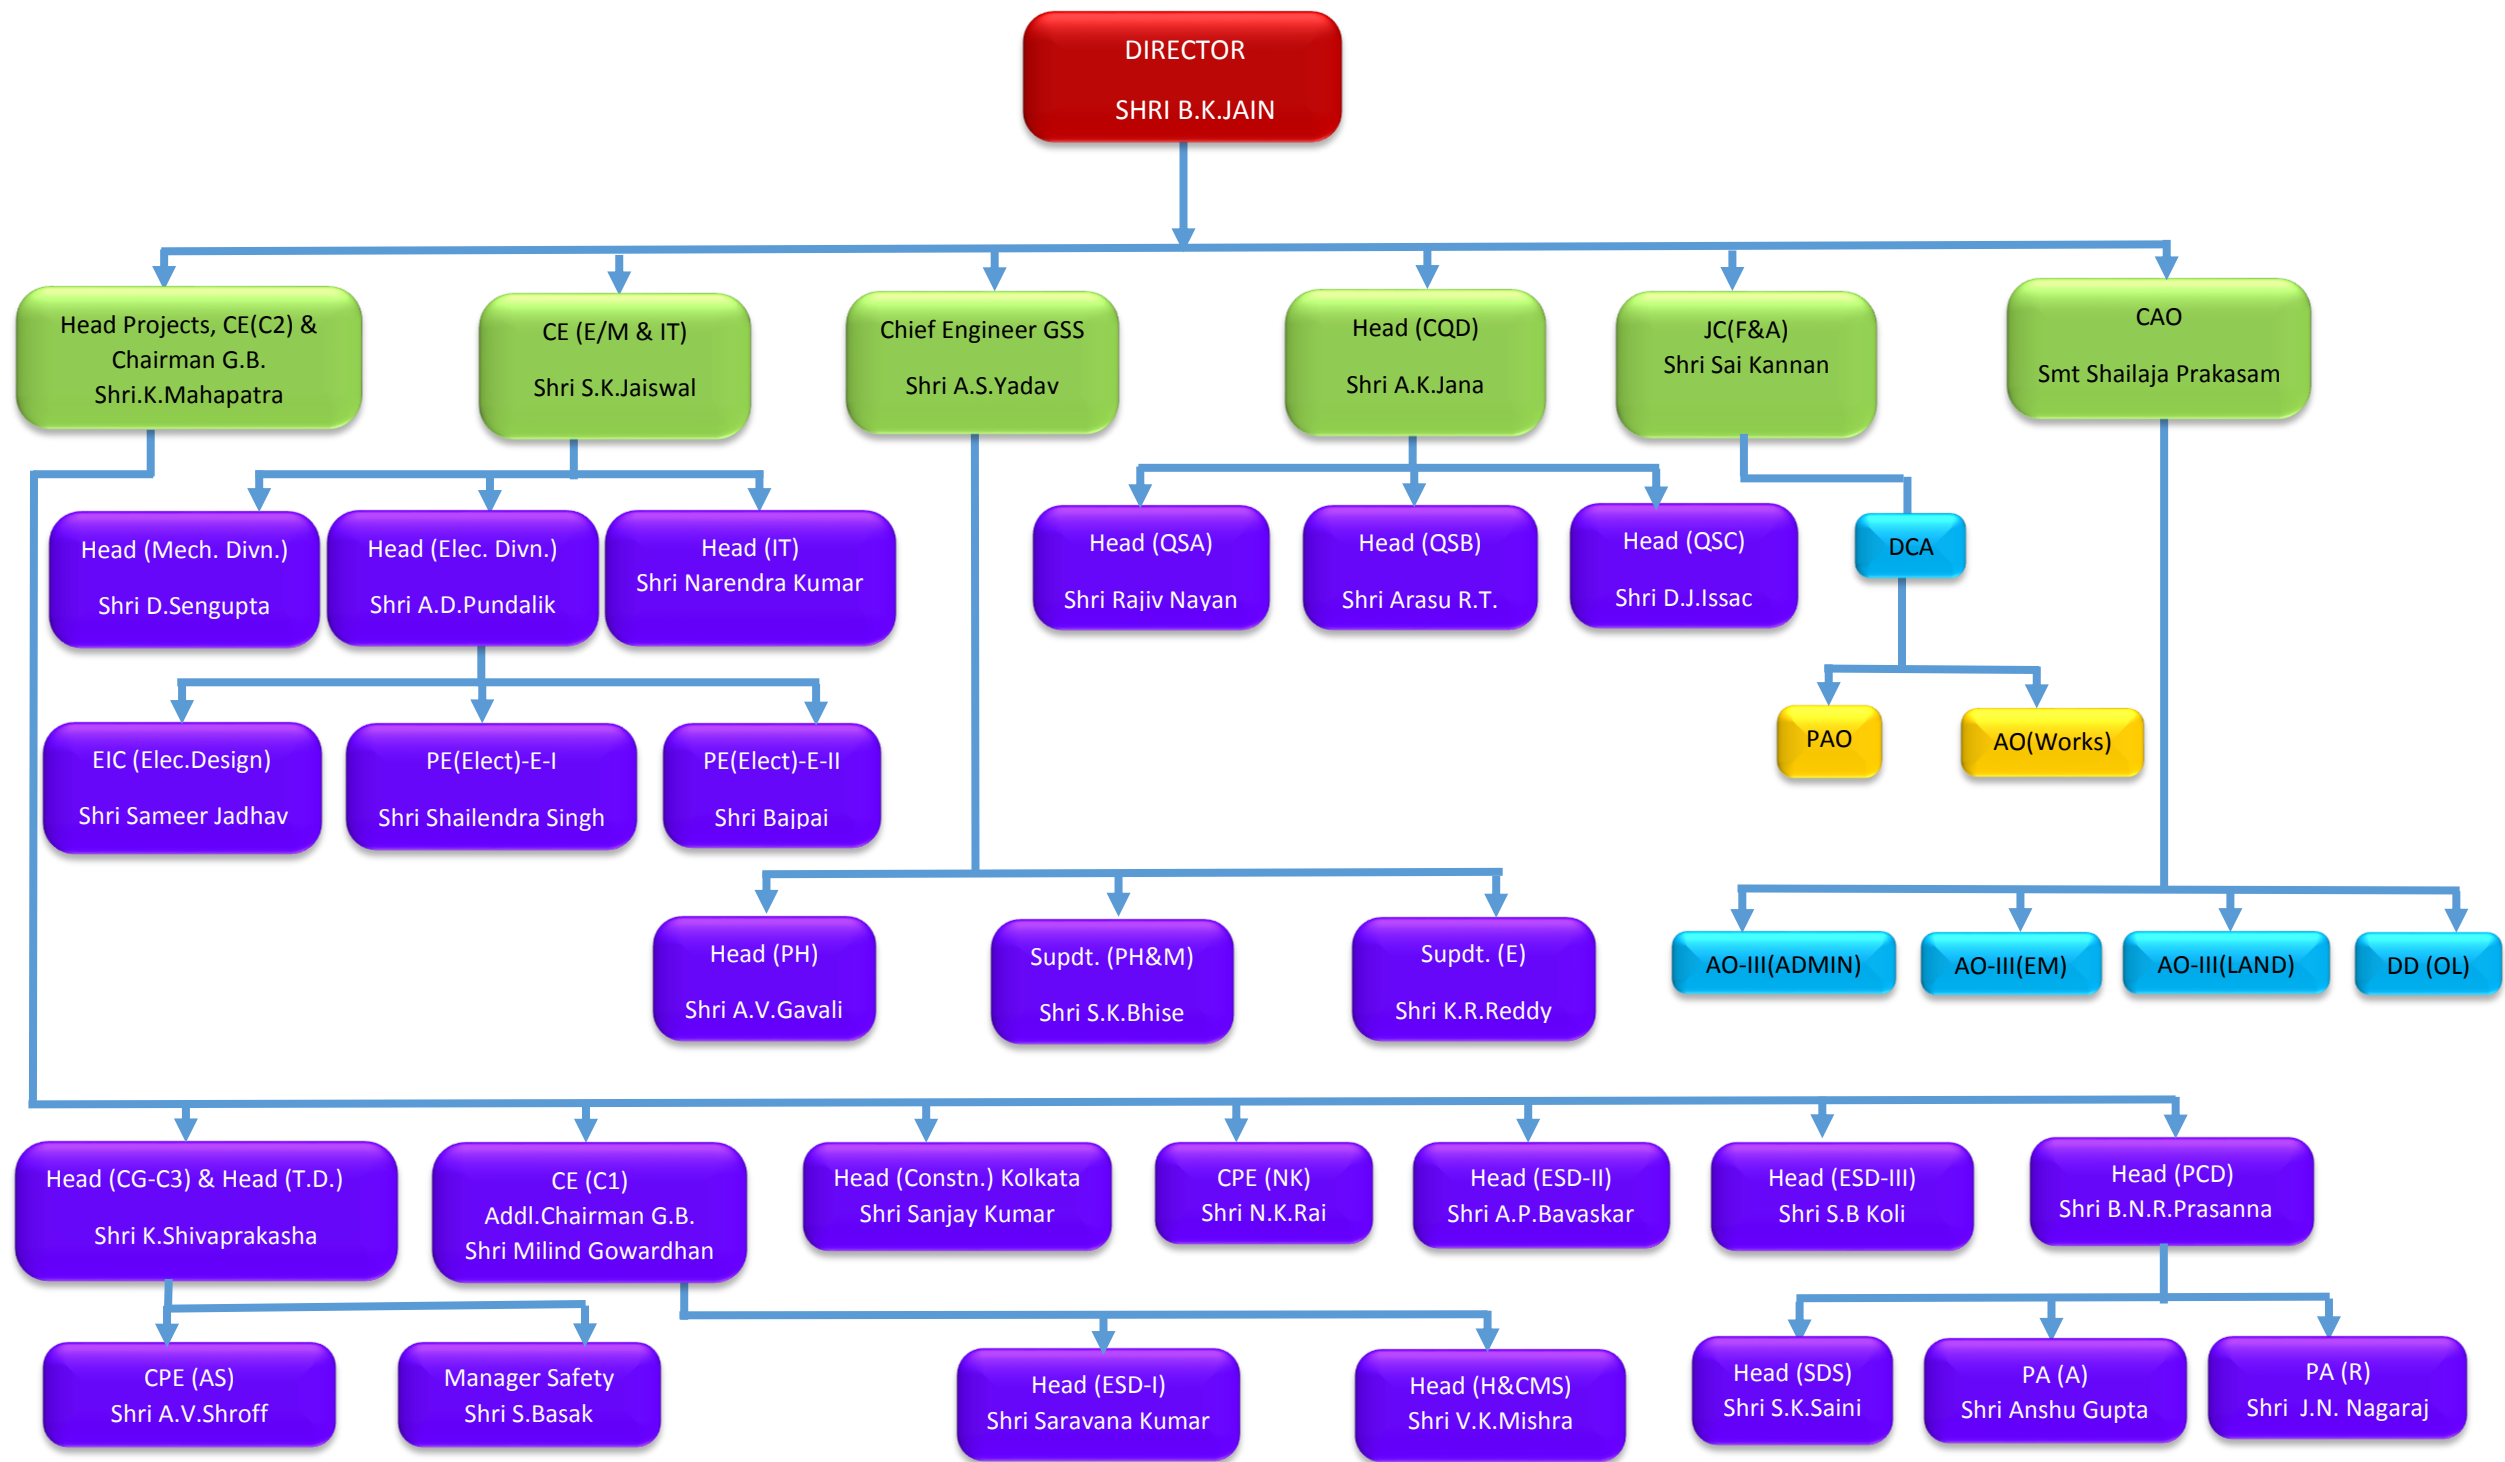 DIRECTOR
SHRI B.K.JAIN
Head Projects, CE(C2) &
Chairman G.B.
Shri.K.Mahapatra
CE (E/M & IT)
Shri S.K.Jaiswal
Chief Engineer GSS
Shri A.S.Yadav
Head (CQD)
Shri A.K.Jana
JC(F&A)
Shri Sai Kannan
CAO
Smt Shailaja Prakasam
Head (Mech. Divn.)
Shri D.Sengupta
Head (Elec. Divn.)
Shri A.D.Pundalik
Head (IT)
Shri Narendra Kumar
Head (QSA)
Shri Rajiv Nayan
Head (QSB)
Shri Arasu R.T.
Head (QSC)
Shri D.J.Issac
DCA
EIC (Elec.Design)
Shri Sameer Jadhav
PE(Elect)-E-I
Shri Shailendra Singh
PE(Elect)-E-II
Shri Bajpai
PAO
AO(Works)
Head (PH)
Shri A.V.Gavali
Supdt. (PH&M)
Shri S.K.Bhise
Supdt. (E)
Shri K.R.Reddy
AO-III(ADMIN)
AO-III(EM)
AO-III(LAND)
DD (OL)
Head (CG-C3) & Head (T.D.)
Shri K.Shivaprakasha
CE (C1)
Addl.Chairman G.B.
Shri Milind Gowardhan
Head (Constn.) Kolkata
Shri Sanjay Kumar
CPE (NK)
Shri N.K.Rai
Head (ESD-II)
Shri A.P.Bavaskar
Head (ESD-III)
Shri S.B Koli
Head (PCD)
Shri B.N.R.Prasanna
CPE (AS)
Shri A.V.Shroff
Manager Safety
Shri S.Basak
Head (ESD-I)
Shri Saravana Kumar
Head (H&CMS)
Shri V.K.Mishra
Head (SDS)
Shri S.K.Saini
PA (A)
Shri Anshu Gupta
PA (R)
Shri  J.N. Nagaraj